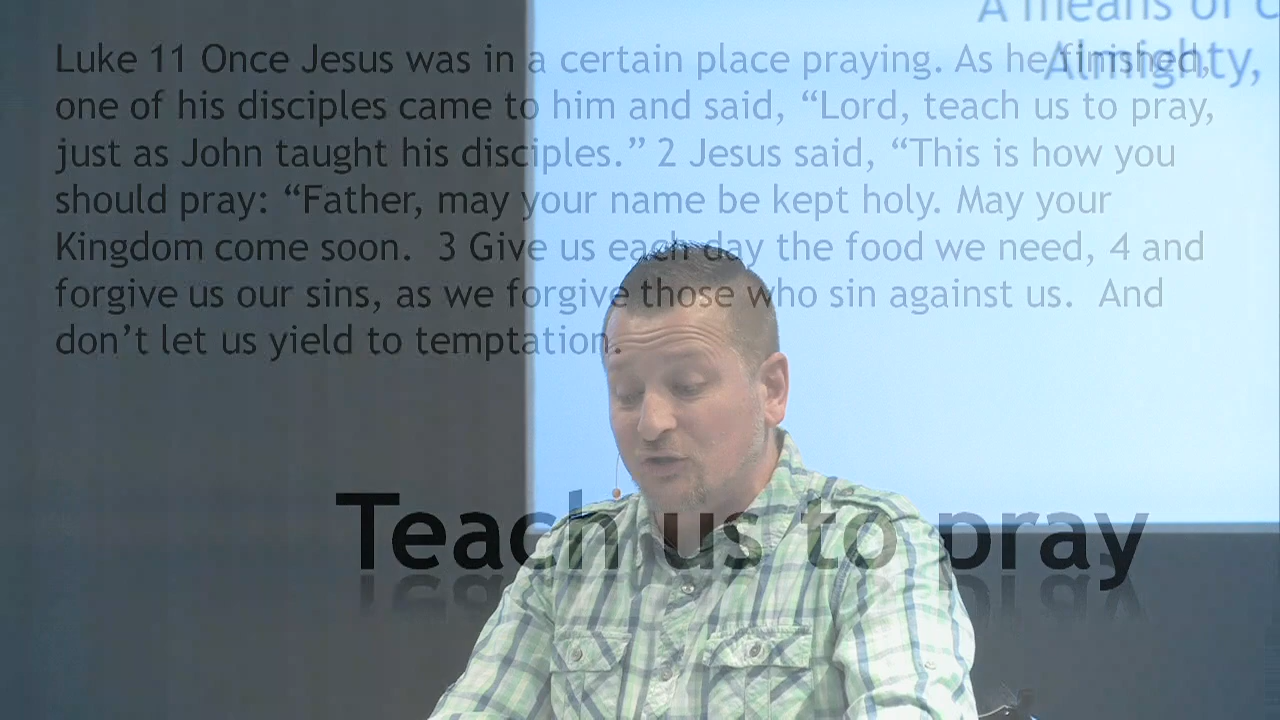 A means of
Luke 11 Once Jesus was in a certain place praying. As he finished,
Almighty,
one of his disciples came to him and said, “Lord, teach us to pray,
just as John taught his disciples.” 2 Jesus said, “This is how you
should pray: “Father, may your name be kept holy. May your
Kingdom come soon.  3 Give us each day the food we need, 4 and
forgive us our sins, as we forgive those who sin against us.  And
don’t let us yield to temptation.
Teach us to pray